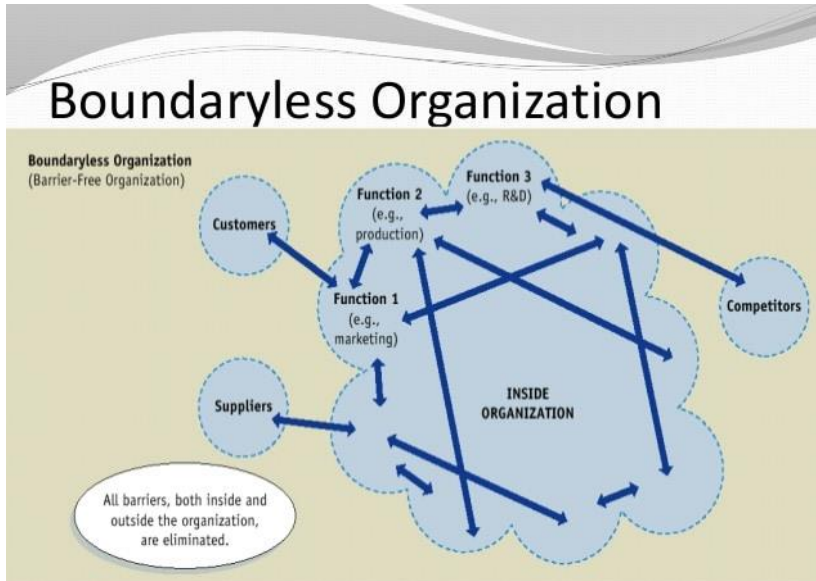 Boundaryless Organization
Boundaryless Organization
(Barrier-Free Organization)
Customers
Function 2
(e.g.,
production)
Function 3
(e.g., R&D)
Function 1
(e.g.,
marketing)
Competitors
Suppliers
INSIDE
ORGANIZATION
All barriers, both inside and
outside the organization,
are eliminated.